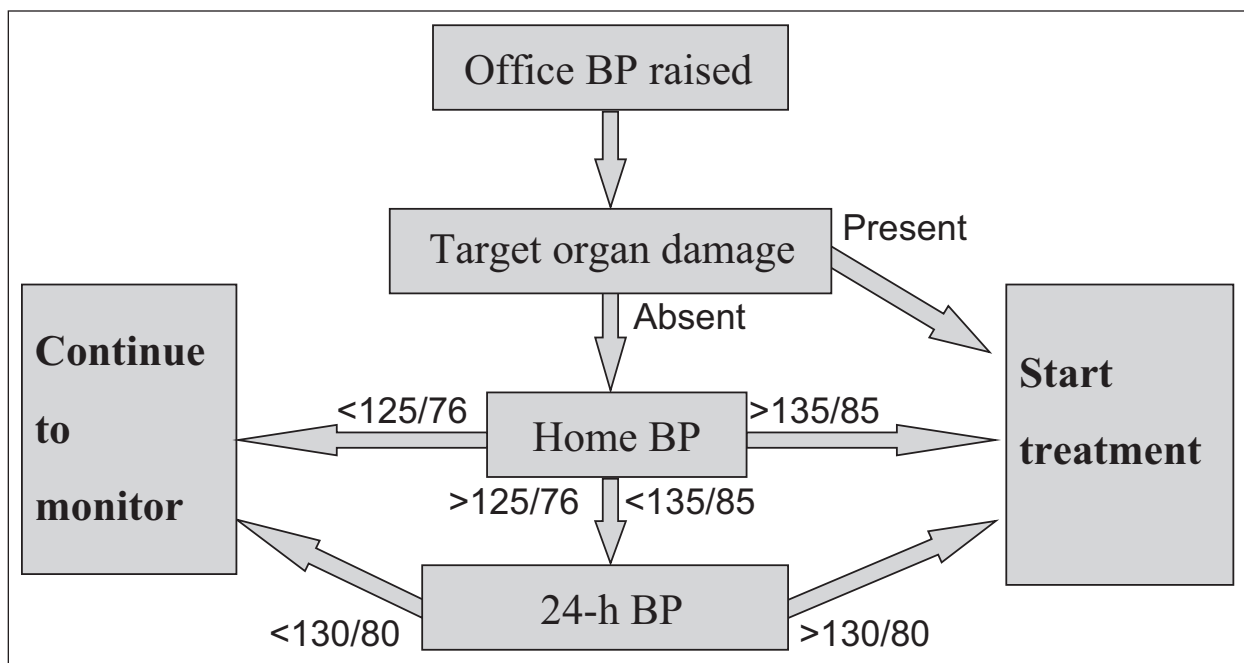 Office BP raised
Target organ damage
Present
Absent
Continue
to
monitor
<125/76
Home BP
>135/85
Start
treatment
>125/76
<135/85
24-h BP
<130/80
>130/80